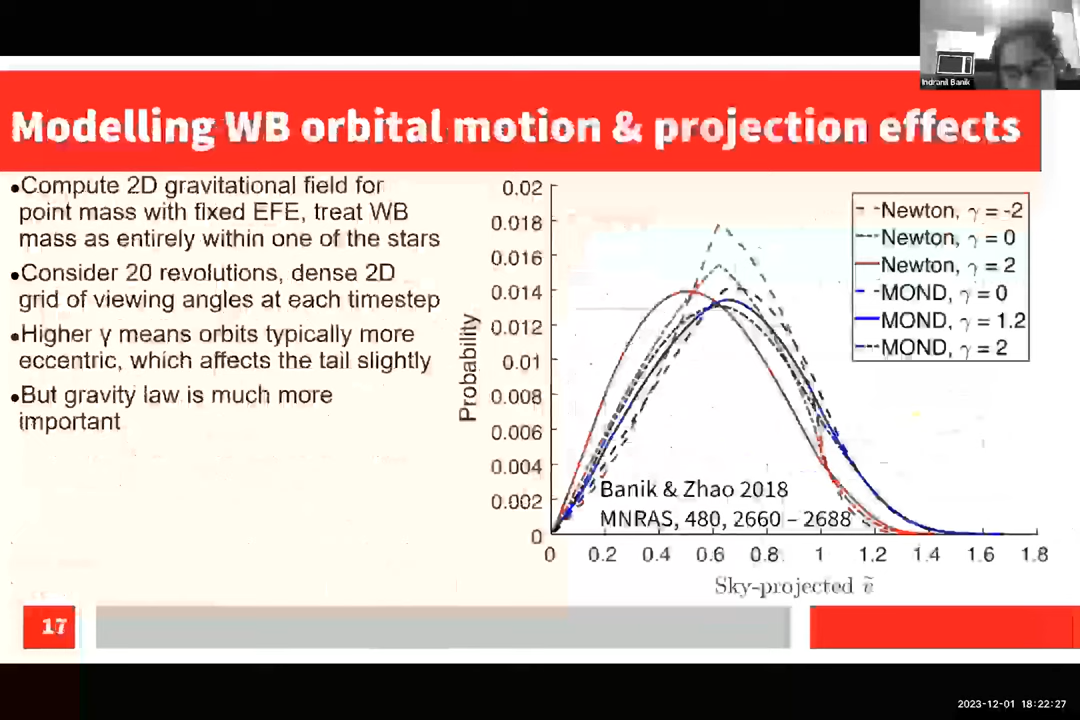 Indranil Banik
Modelling WB orbital motion & projection effects
•Compute 2D gravitational field for
point mass with fixed EFE, treat WB
mass as entirely within one of the stars
•Consider 20 revolutions, dense 2D
grid of viewing angles at each timestep
•Higher γ means orbits typically more
eccentric, which affects the tail slightly
•But gravity law is much more
important
Probability
0.02
0.018
0.016
0.014
0.012
0.01
0.008
0.006
0.004
0.002
0
Newton, γ = -2
Newton, γ = 0
Newton, γ = 2
MOND, γ = 0
MOND, γ = 1.2
MOND, γ = 2
Banik & Zhao 2018
MNRAS, 480, 2660 – 2688
0 0.2 0.4 0.6 0.8 1 1.2 1.4 1.6 1.8
Sky-projected ṽ
17
2023-12-01 18:22:27